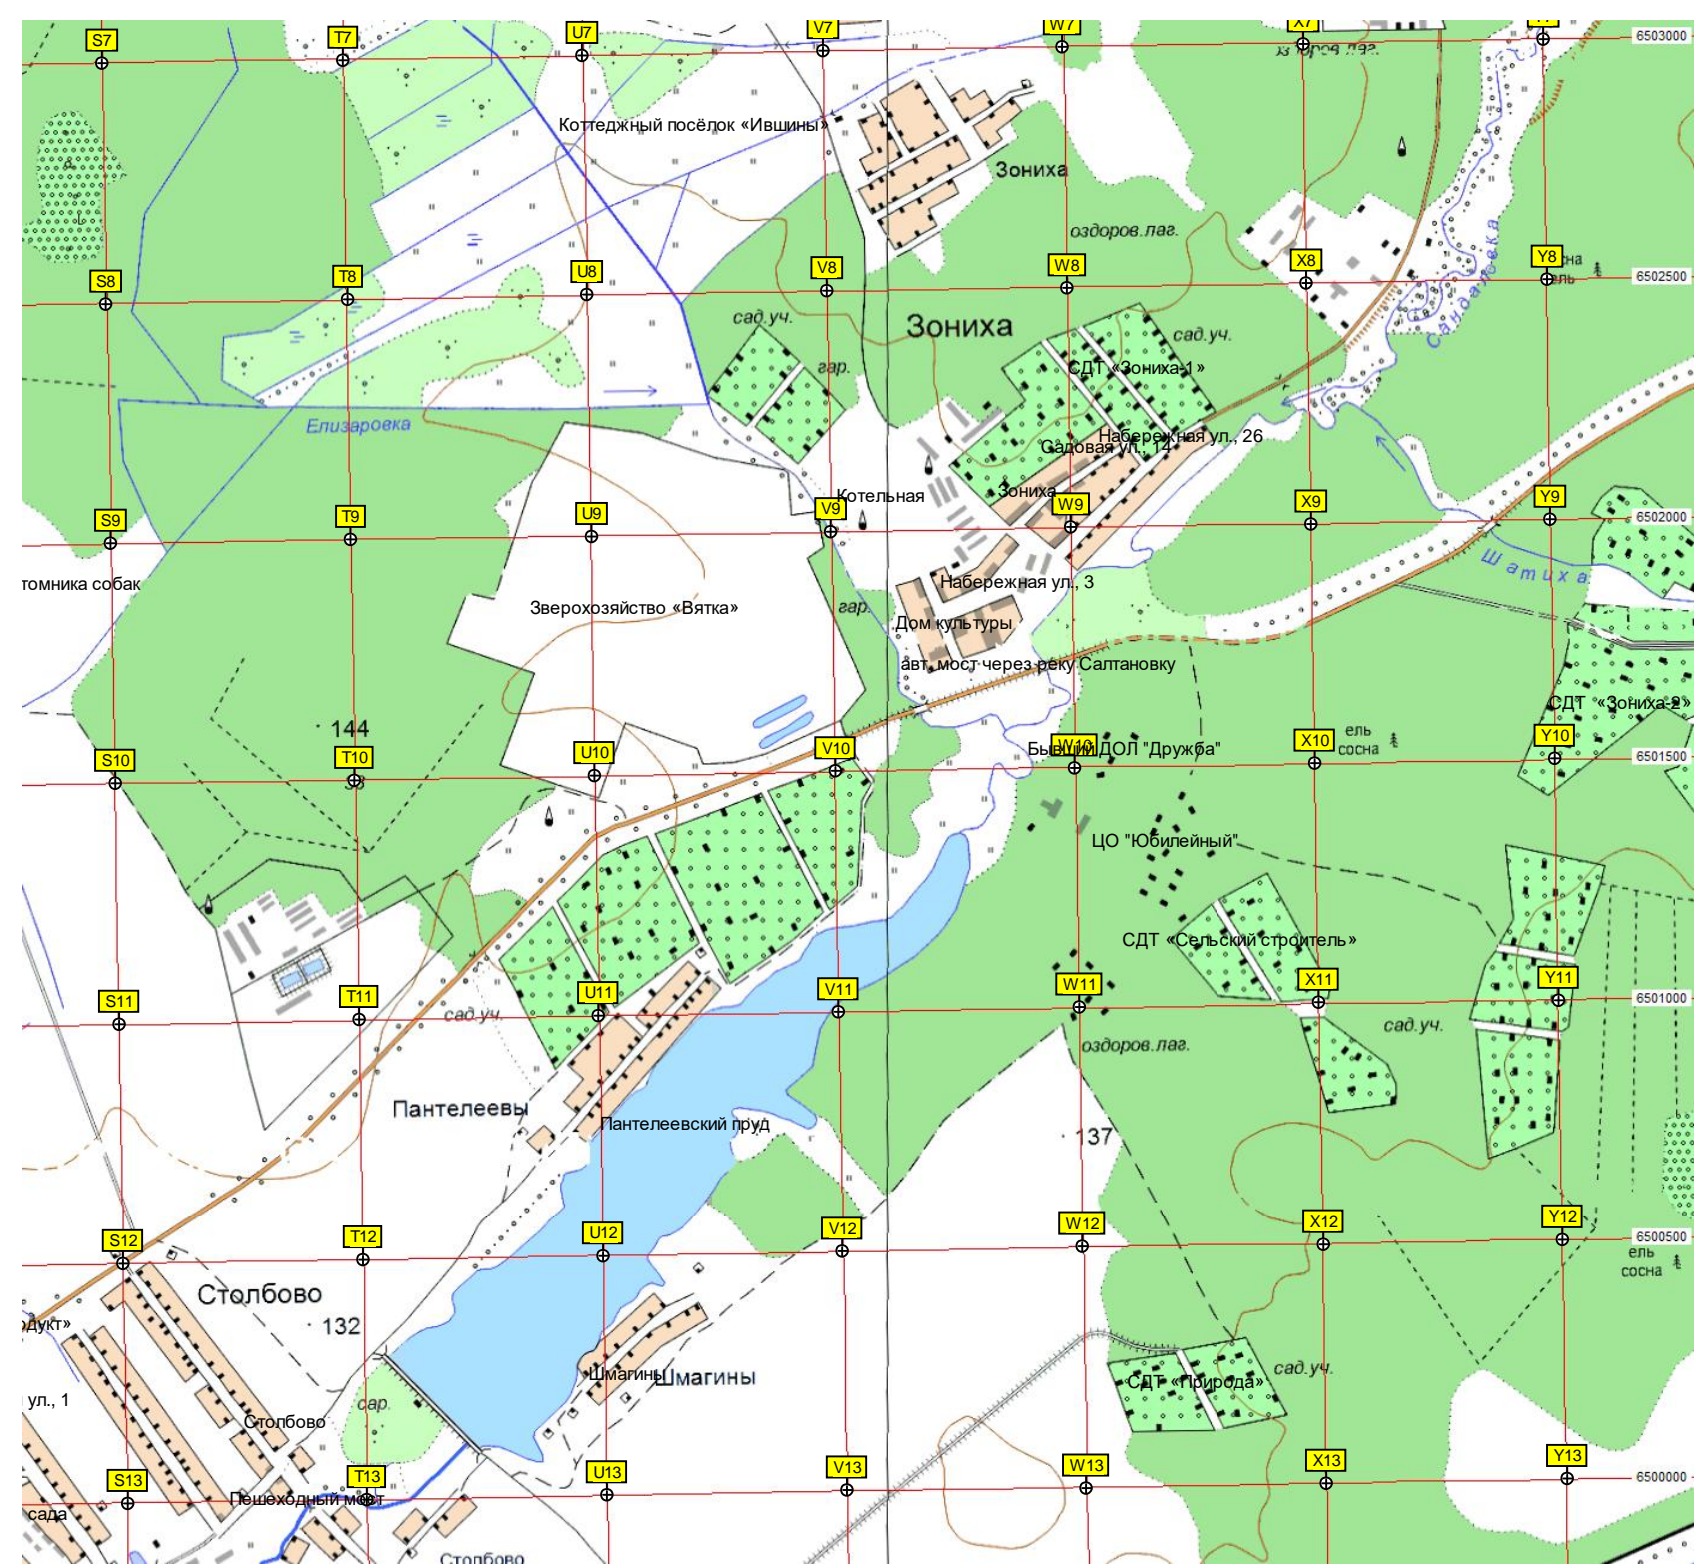 S7
T7
U7
V7
W7
X7
6503000
Коттеджный посёлок «Ившины»
Зониха
оздоров.лаг.
S8
T8
U8
V8
W8
X8
Y8
6502500
ель
Сандаловка
сад.уч.
Зониха
сад.уч.
гар.
СДТ «Зониха-1»
Елизаровка
Набережная ул., 26
Садовая ул., 14
Котельная
Зониха
S9
T9
U9
V9
W9
X9
Y9
6502000
Шатиха
томника собак
Зверохозяйство «Вятка»
Набережная ул., 3
гар.
Дом культуры
авт. мост через реку Салтановку
СДТ «Зониха-2»
144
ель
сосна
S10
T10
U10
V10
W10
X10
Y10
6501500
Бывший ДОЛ "Дружба"
ЦО "Юбилейный"
СДТ «Сельский строитель»
S11
T11
U11
V11
W11
X11
Y11
6501000
сад.уч.
сад.уч.
оздоров.лаг.
Пантелеевы
Пантелеевский пруд
137
S12
T12
U12
V12
W12
X12
Y12
6500500
ель
сосна
Столбово
132
одукт»
Шмагины
Шмагины
сад.уч.
СДТ «Природа»
ул., 1
сар.
Столбово
S13
T13
U13
V13
W13
X13
Y13
6500000
Пешеходный мост
сада
Столбово